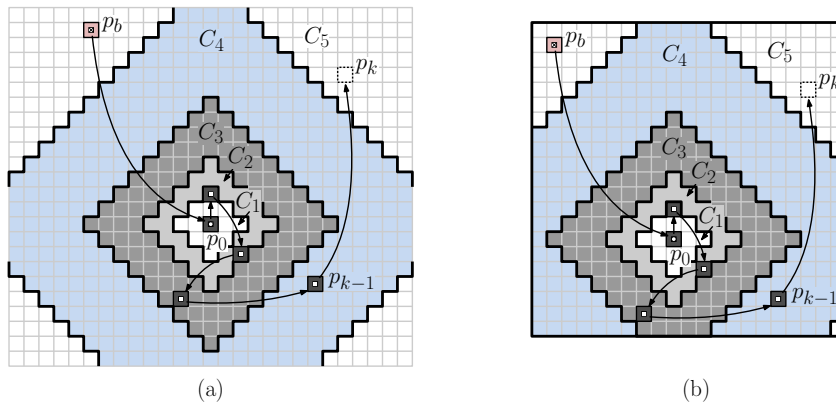 p_b C_4 C_5 p_k
C_3
C_2
C_1
p_0
p_{k-1}
(a)
p_b C_4 C_5 p_k
C_3
C_2
C_1
p_0
p_{k-1}
(b)